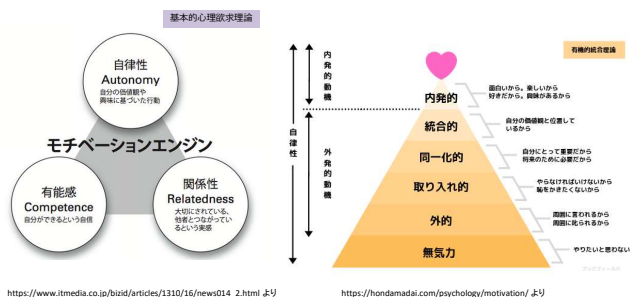 基本的心理欲求理論
自律性
Autonomy
自分の価値観や
興味に基づいた行動
モチベーションエンジン
有能感
Competence
自分ができるという自信
関係性
Relatedness
大切にされている、
他者とつながってい
るという実感
https://www.itmedia.co.jp/bizid/articles/1310/16/news014_2.html より
有機的統合理論
自律性
内発的動機
外発的動機
内発的
面白いから。楽しいから
好きだから。興味があるから
統合的
自分の価値観と位置して
いるから
同一化的
自分にとって重要だから
将来のために必要だから
取り入れ的
やらなければいけないから
恥をかきたくないから
外的
周囲に言われるから
周囲に叱られるから
無気力
やりたいと思わない
https://hondamadai.com/psychology/motivation/ より